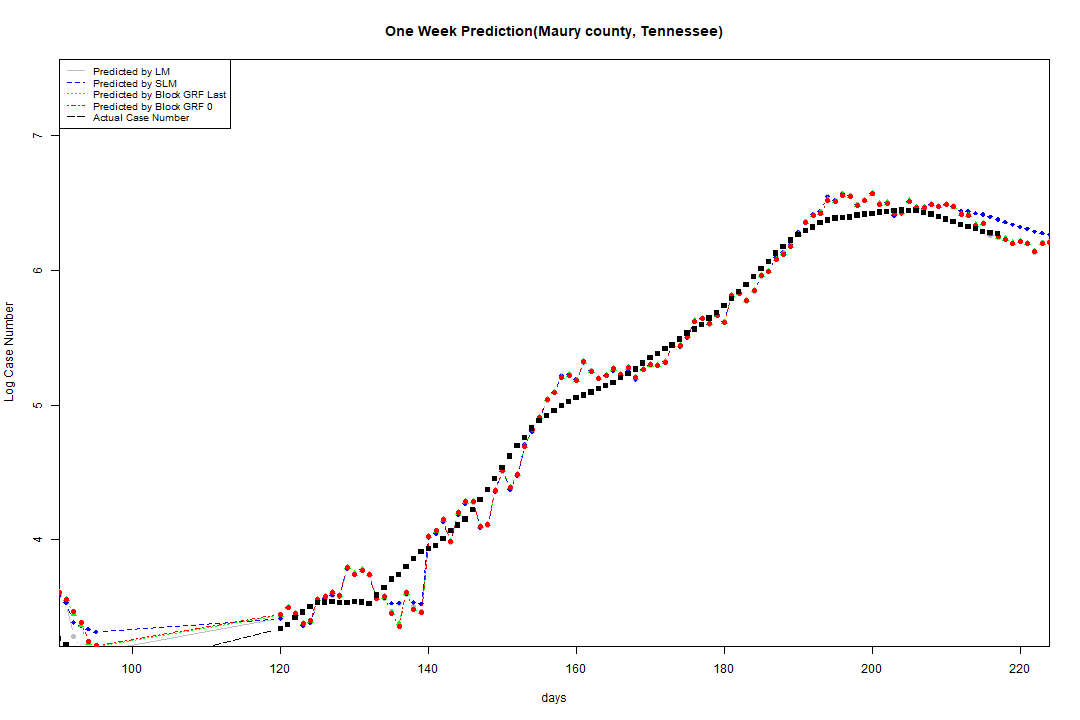 One Week Prediction(Maury county, Tennessee)
Predicted by LM
Predicted by SLM
Predicted by Block GRF Last
Predicted by Block GRF 0
Actual Case Number
7
6
5
4
Log Case Number
100 120 140 160 180 200 220
days